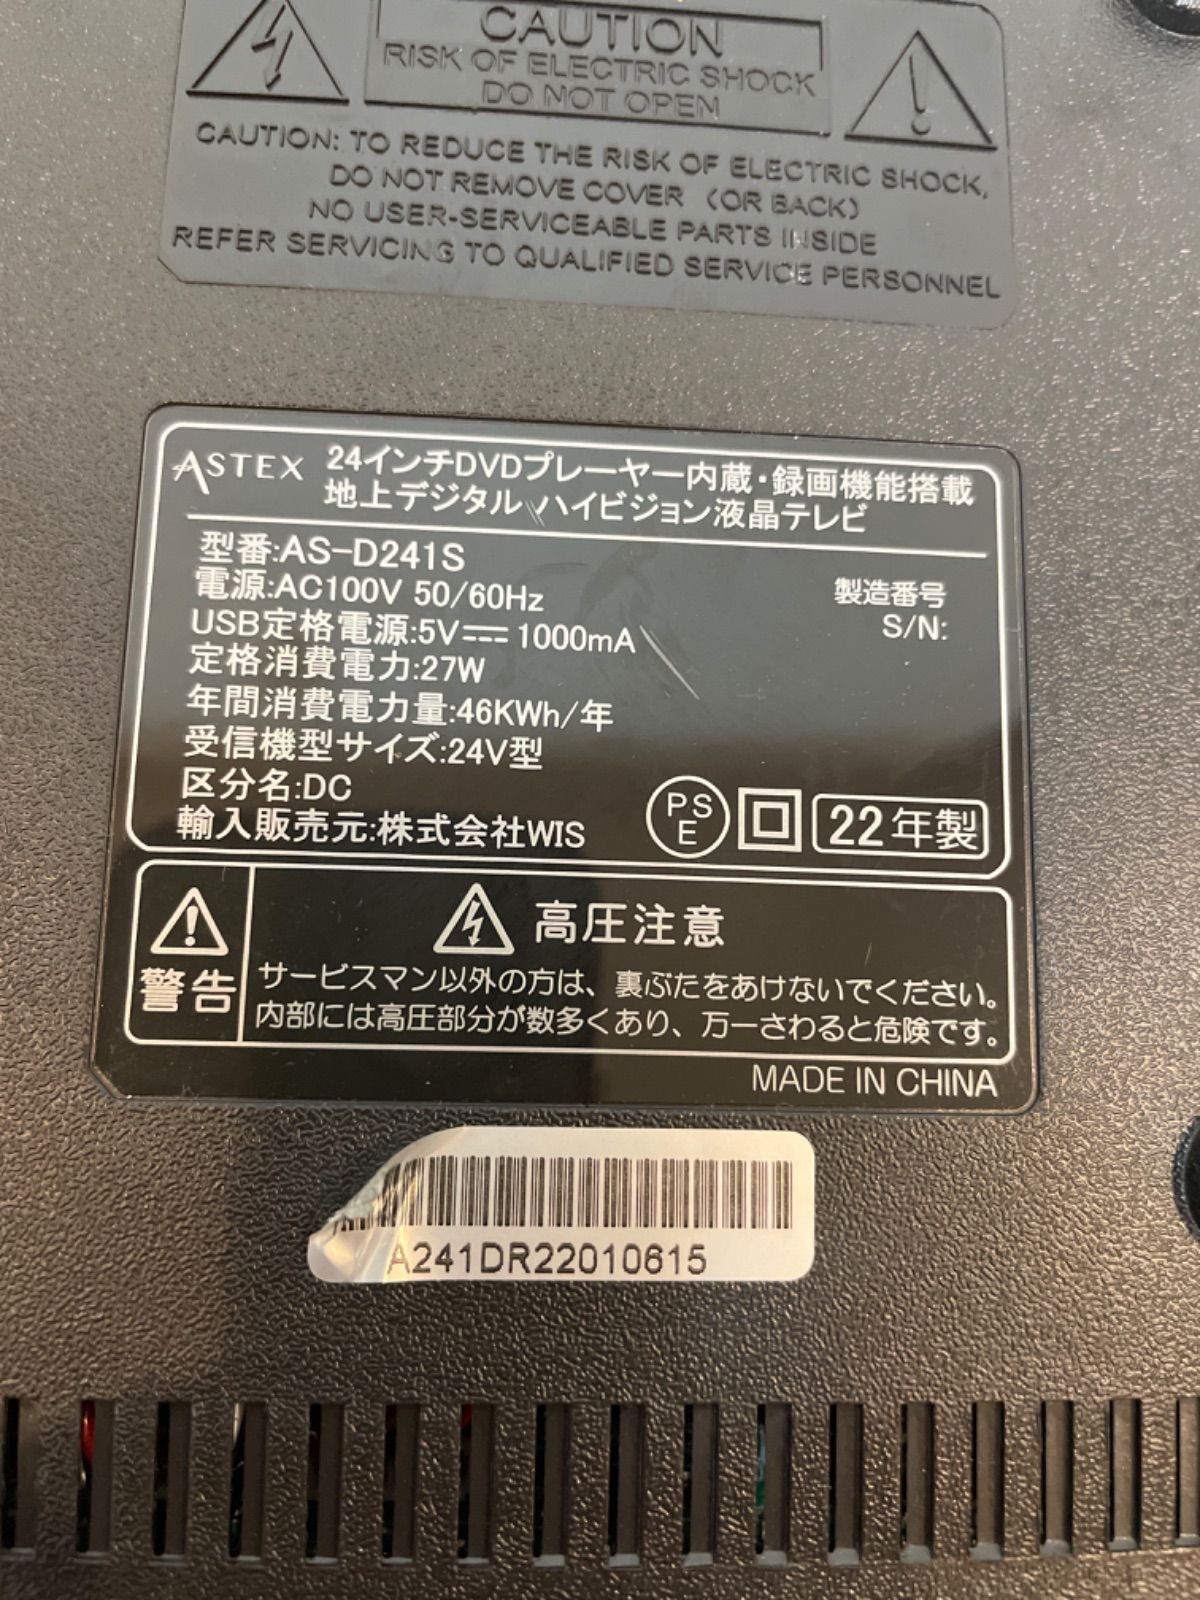 CAUTION
RISK OF ELECTRIC SHOCK
DO NOT OPEN
CAUTION: TO REDUCE THE RISK OF ELECTRIC SHOCK,
DO NOT REMOVE COVER (OR BACK)
NO USER-SERVICEABLE PARTS INSIDE
REFER SERVICING TO QUALIFIED SERVICE PERSONNEL
ASTEX 24インチDVDプレーヤー内蔵・録画機能搭載
地上デジタル ハイビジョン液晶テレビ
型番:AS-D241S
電源:AC100V 50/60Hz
製造番号
USB定格電源:5V⎓1000mA
S/N:
定格消費電力:27W
年間消費電力量:46KWh/年
受信機型サイズ:24V型
区分名:DC
輸入販売元:株式会社WIS
PSE
22年製
警告
高圧注意
サービスマン以外の方は、裏ぶたをあけないでください。
内部には高圧部分が数多くあり、万一さわると危険です。
MADE IN CHINA
A241DR22010615